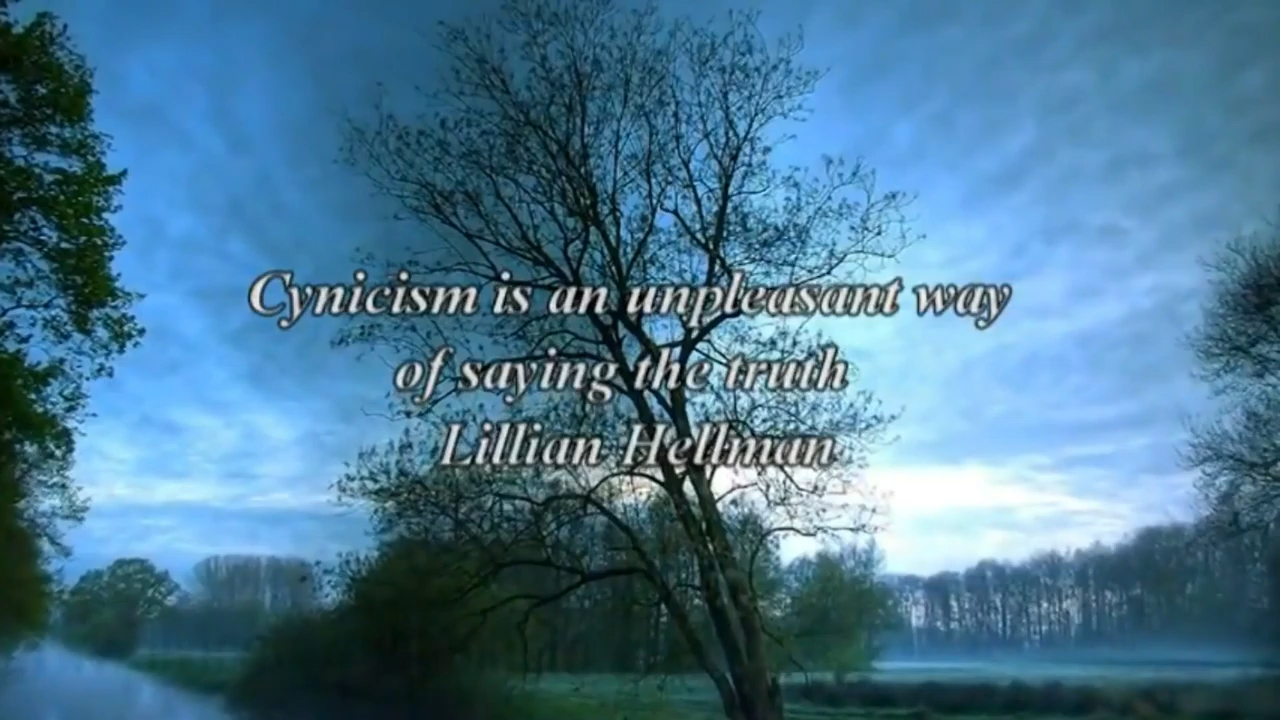 Cynicism is an unpleasant way
of saying the truth
Lillian Hellman